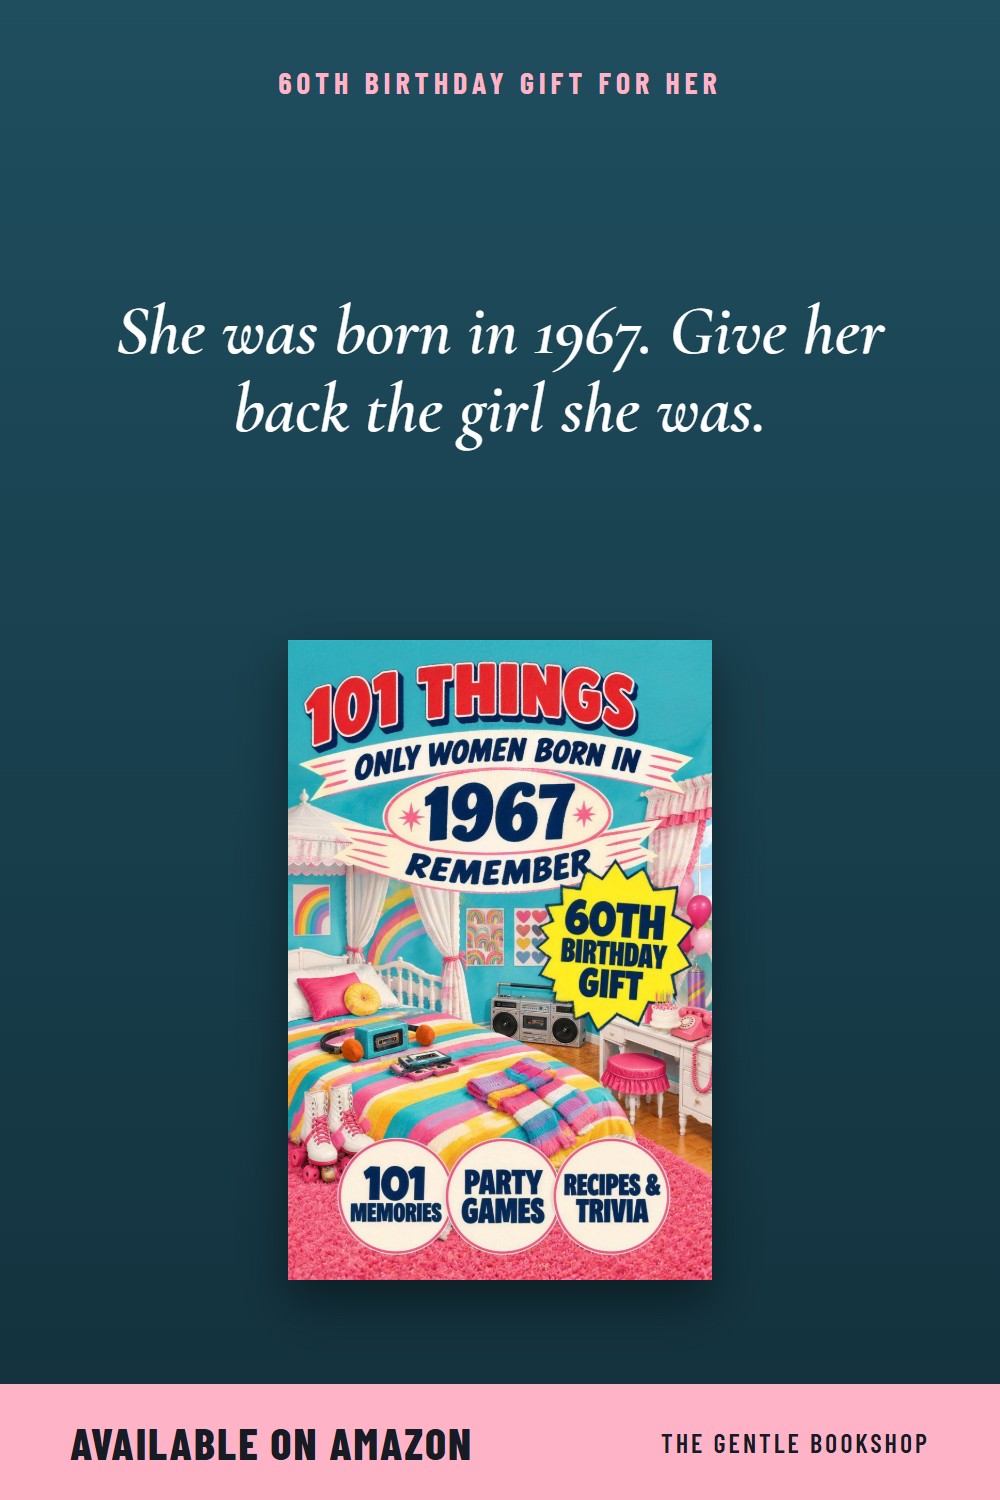 60TH BIRTHDAY GIFT FOR HER
She was born in 1967. Give her
back the girl she was.
101 THINGS
ONLY WOMEN BORN IN
1967
REMEMBER
60TH
BIRTHDAY
GIFT
101
MEMORIES
PARTY
GAMES
RECIPES &
TRIVIA
AVAILABLE ON AMAZON
THE GENTLE BOOKSHOP